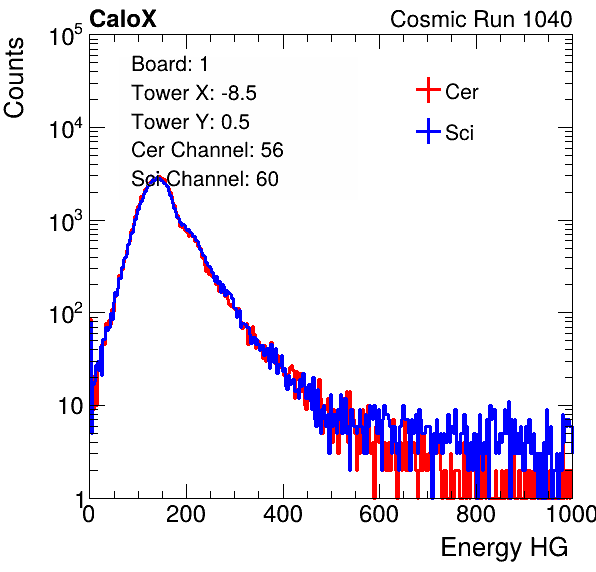 CaloX Cosmic Run 1040
Counts
Board: 1
Tower X: -8.5
Tower Y: 0.5
Cer Channel: 56
Sci Channel: 60
Cer
Sci
10^5
10^4
10^3
10^2
10
1
0 200 400 600 800 1000
Energy HG